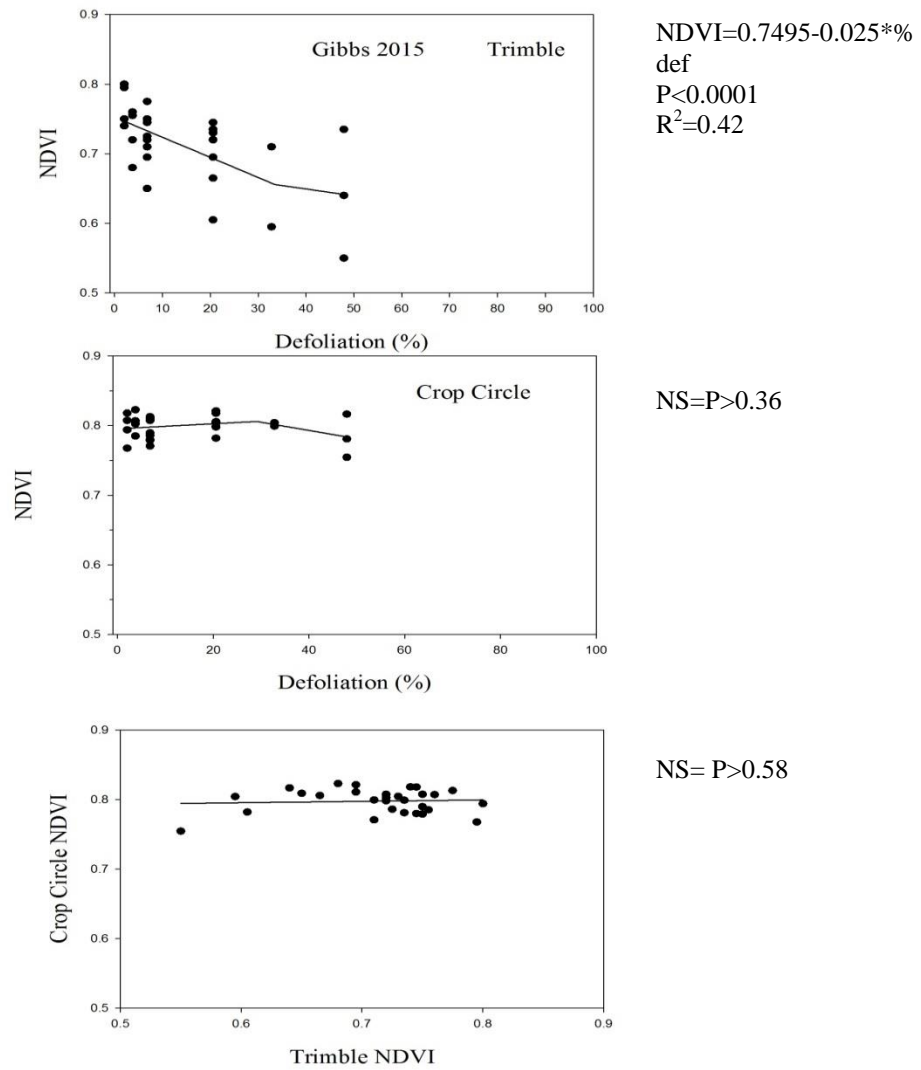 0.9
Gibbs 2015 Trimble
0.8
0.7
0.6
0.5
NDVI
0 10 20 30 40 50 60 70 80 90 100
Defoliation (%)
NDVI=0.7495-0.025*%
def
P<0.0001
R²=0.42
0.9
Crop Circle
0.8
0.7
0.6
0.5
NDVI
0 20 40 60 80 100
Defoliation (%)
NS=P>0.36
0.9
0.8
0.7
0.6
0.5
Crop Circle NDVI
0.5 0.6 0.7 0.8 0.9
Trimble NDVI
NS= P>0.58